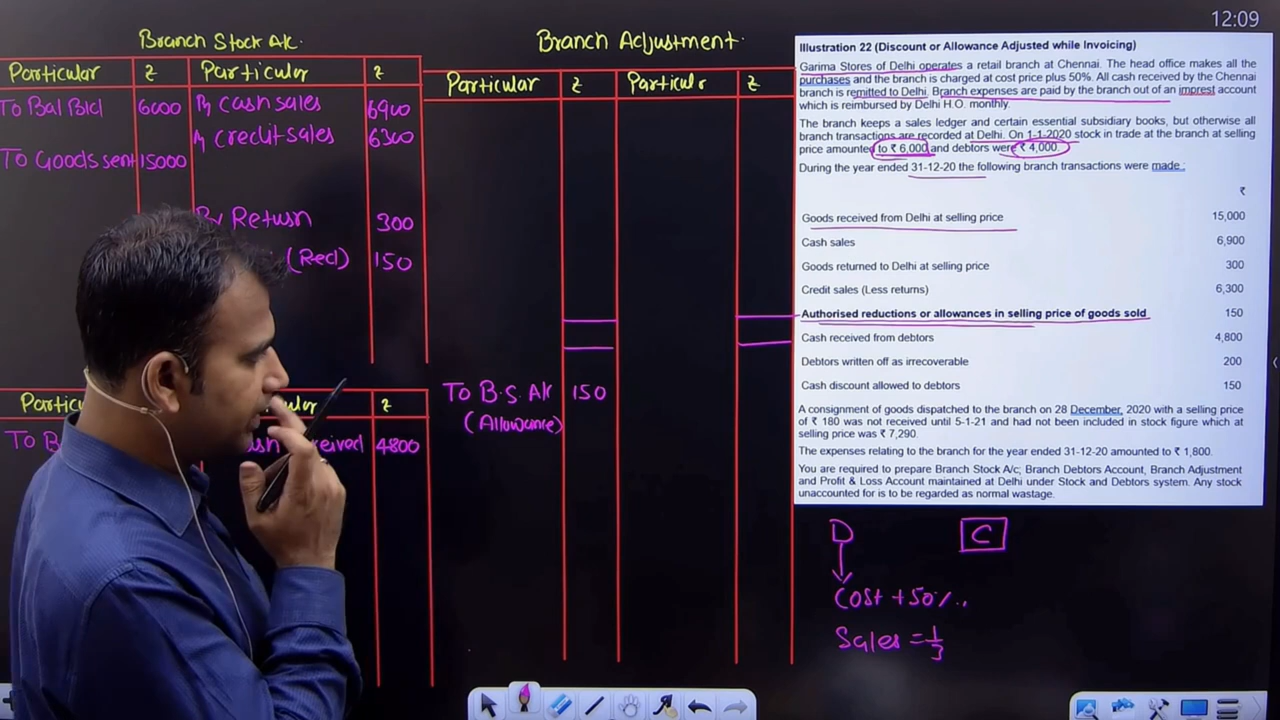 12:09
Branch Stock A/c.
Particular ₹ Particular ₹
To Bal B/d 6000 By cash sales 6900
By credit sales 6300
To Goods sent 15000
By Return 300
(Red) 150
₹
To cash received 4800
Branch Adjustment.
Particular ₹ Particular ₹
To B.S. A/c 150
(Allowance)
Illustration 22 (Discount or Allowance Adjusted while Invoicing)
Garima Stores of Delhi operates a retail branch at Chennai. The head office makes all the
purchases and the branch is charged at cost price plus 50%. All cash received by the Chennai
branch is remitted to Delhi. Branch expenses are paid by the branch out of an imprest account
which is reimbursed by Delhi H.O. monthly.
The branch keeps a sales ledger and certain essential subsidiary books, but otherwise all
branch transactions are recorded at Delhi. On 1-1-2020 stock in trade at the branch at selling
price amounted to ₹ 6,000 and debtors were ₹ 4,000.
During the year ended 31-12-20 the following branch transactions were made :
₹
Goods received from Delhi at selling price 15,000
Cash sales 6,900
Goods returned to Delhi at selling price 300
Credit sales (Less returns) 6,300
Authorised reductions or allowances in selling price of goods sold 150
Cash received from debtors 4,800
Debtors written off as irrecoverable 200
Cash discount allowed to debtors 150
A consignment of goods dispatched to the branch on 28 December, 2020 with a selling price
of ₹ 180 was not received until 5-1-21 and had not been included in stock figure which at
selling price was ₹ 7,290.
The expenses relating to the branch for the year ended 31-12-20 amounted to ₹ 1,800.
You are required to prepare Branch Stock A/c, Branch Debtors Account, Branch Adjustment
and Profit & Loss Account maintained at Delhi under Stock and Debtors system. Any stock
unaccounted for is to be regarded as normal wastage.
D C
Cost + 50%.
Sales = 1/3